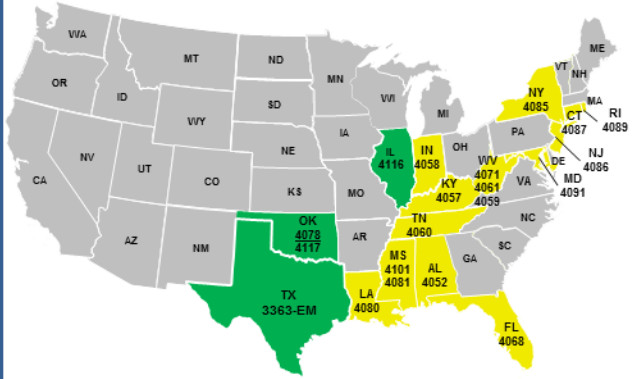 WA
MT
ND
MN
ME
VT
NH
OR
ID
SD
WI
MI
NY
4085
MA
CT
4087
RI
4089
WY
IA
NE
IL
4116
IN
4058
OH
PA
NJ
4086
NV
UT
CO
CA
KS
MO
KY
4057
WV
4071
4061
4059
VA
DE
MD
4091
AZ
NM
OK
4078
4117
AR
TN
4060
NC
SC
MS
4101
4081
AL
4052
GA
TX
3363-EM
LA
4080
FL
4068